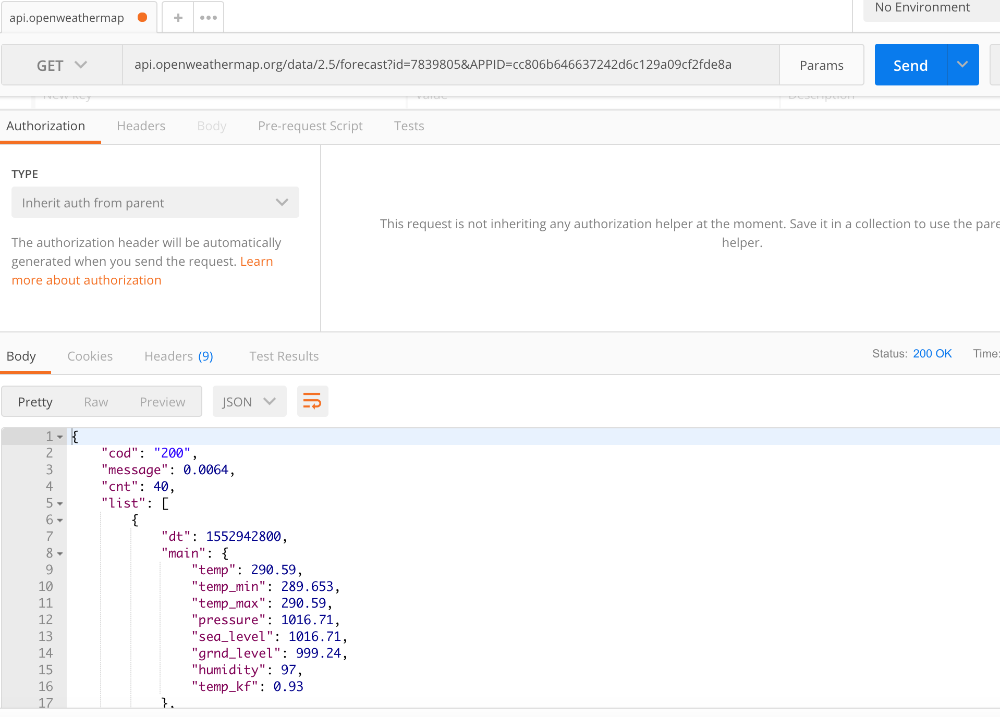 api.openweathermap
No Environment
GET api.openweathermap.org/data/2.5/forecast?id=7839805&APPID=cc806b646637242d6c129a09cf2fde8a Params Send
New key Value Description
Authorization Headers Body Pre-request Script Tests
TYPE
Inherit auth from parent
The authorization header will be automatically
generated when you send the request. Learn
more about authorization
This request is not inheriting any authorization helper at the moment. Save it in a collection to use the pare
helper.
Body Cookies Headers (9) Test Results Status: 200 OK Time:
Pretty Raw Preview JSON
1 {
2 "cod": "200",
3 "message": 0.0064,
4 "cnt": 40,
5 "list": [
6 {
7 "dt": 1552942800,
8 "main": {
9 "temp": 290.59,
10 "temp_min": 289.653,
11 "temp_max": 290.59,
12 "pressure": 1016.71,
13 "sea_level": 1016.71,
14 "grnd_level": 999.24,
15 "humidity": 97,
16 "temp_kf": 0.93
17 },